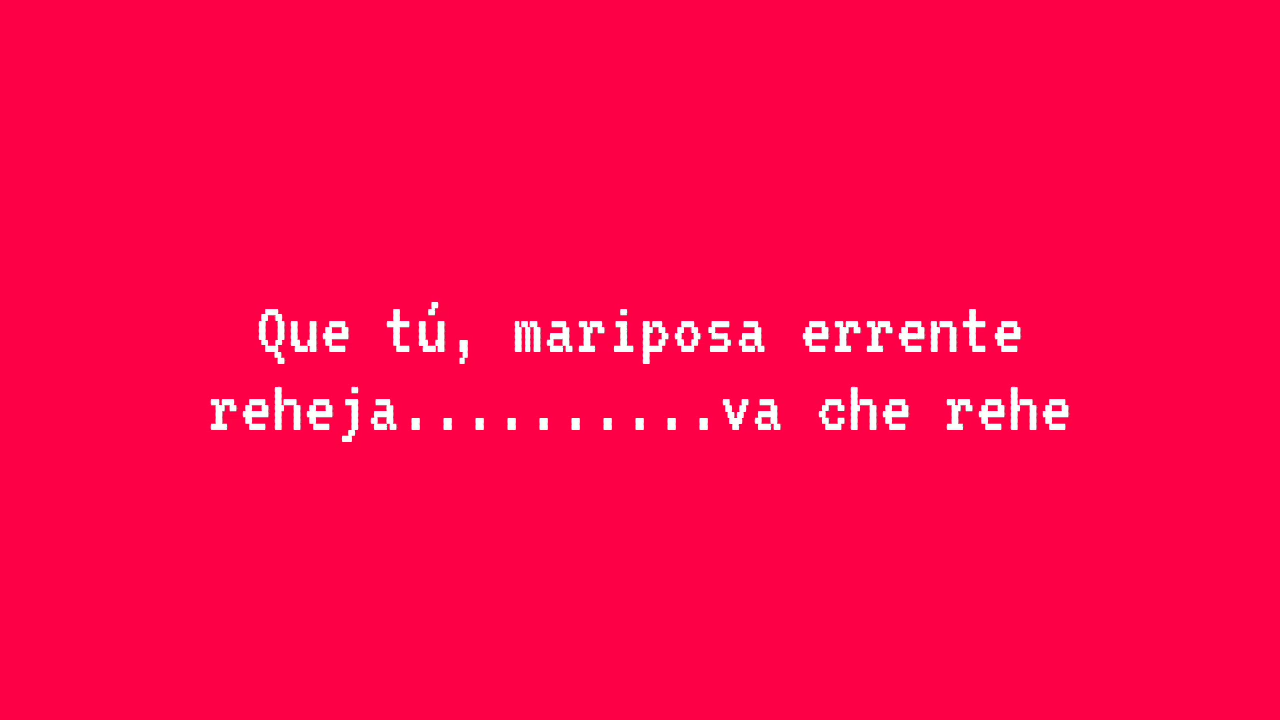 Que tú, mariposa errente
reheja..........va che rehe